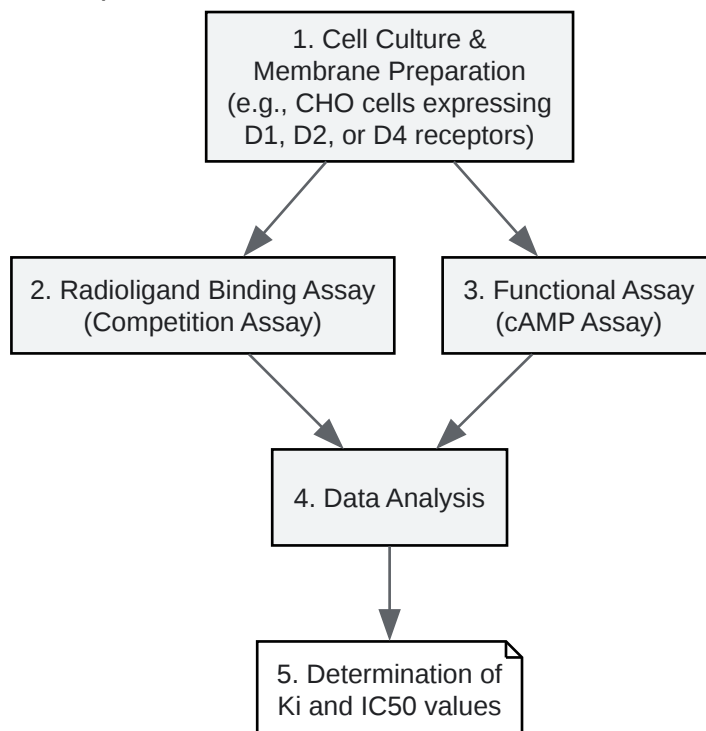 1. Cell Culture &
Membrane Preparation
(e.g., CHO cells expressing
D1, D2, or D4 receptors)
2. Radioligand Binding Assay
(Competition Assay)
3. Functional Assay
(cAMP Assay)
4. Data Analysis
5. Determination of
Ki and IC50 values